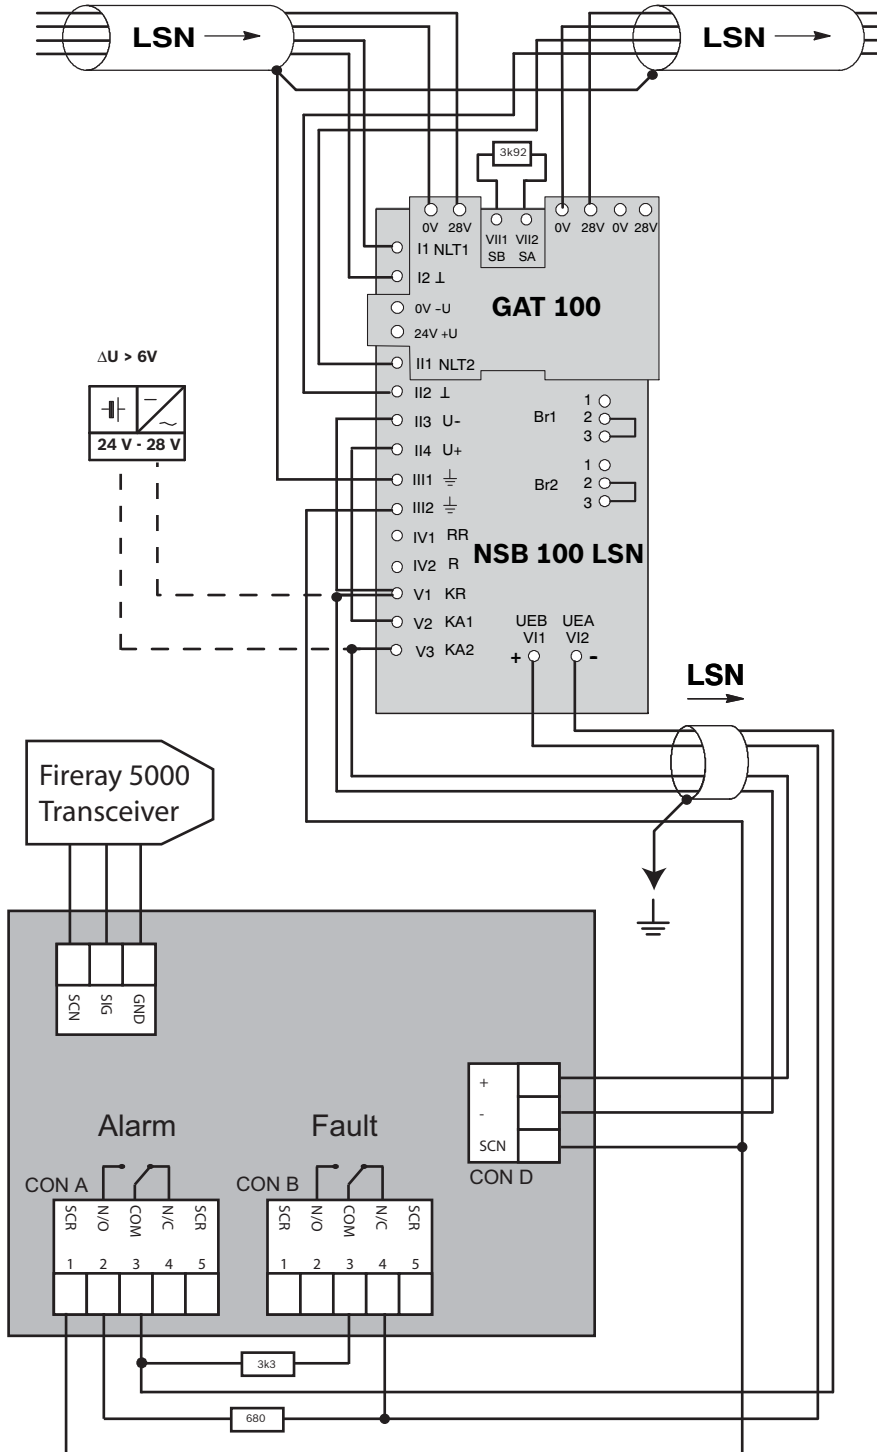 LSN
LSN
3k92
0V 28V
VII1 VII2
SB SA
0V 28V 0V 28V
I1 NLT1
I2 ⊥
0V –U
24V +U
GAT 100
II1 NLT2
II2 ⊥
II3 U-
II4 U+
III1
III2
IV1 RR
IV2 R
V1 KR
V2 KA1
V3 KA2
Br1
1
2
3
Br2
1
2
3
NSB 100 LSN
UEB UEA
VI1 VI2
+ -
ΔU > 6V
24 V - 28 V
LSN
Fireray 5000
Transceiver
SCN SIG GND
+
-
SCN
CON D
Alarm
Fault
CON A
SCR N/O COM N/C SCR
1 2 3 4 5
CON B
SCR N/O COM N/C SCR
1 2 3 4 5
3k3
680